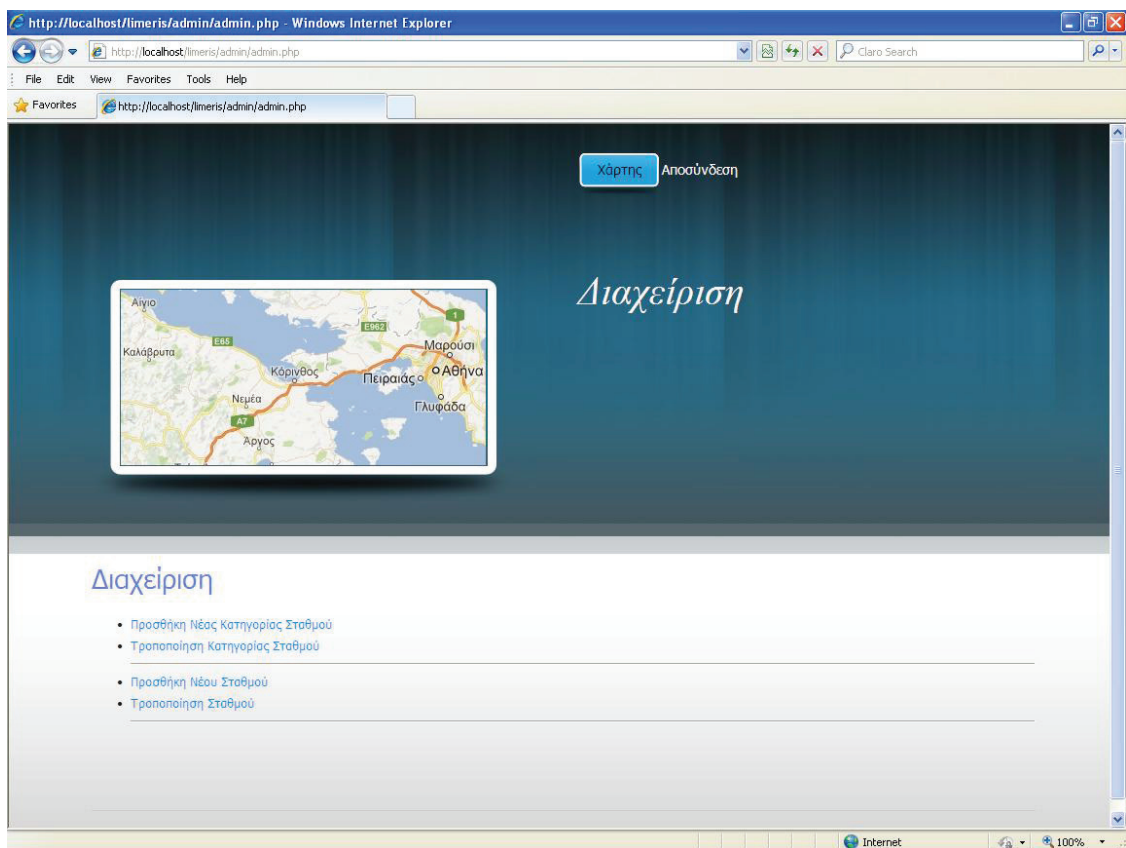 http://localhost/limeris/admin/admin.php - Windows Internet Explorer
http://localhost/limeris/admin/admin.php
Claro Search
File Edit View Favorites Tools Help
Favorites
http://localhost/limeris/admin/admin.php
Χάρτης Αποσύνδεση
Διαχείριση
Αίγιο
E962
1
E65
Μαρούσι
Καλάβρυτα
Κόρινθος
Πειραιάς
Αθήνα
Νεμέα
Γλυφάδα
A7
Άργος
Διαχείριση
• Προσθήκη Νέας Κατηγορίας Σταθμού
• Τροποποίηση Κατηγορίας Σταθμού
• Προσθήκη Νέου Σταθμού
• Τροποποίηση Σταθμού
Internet
100%